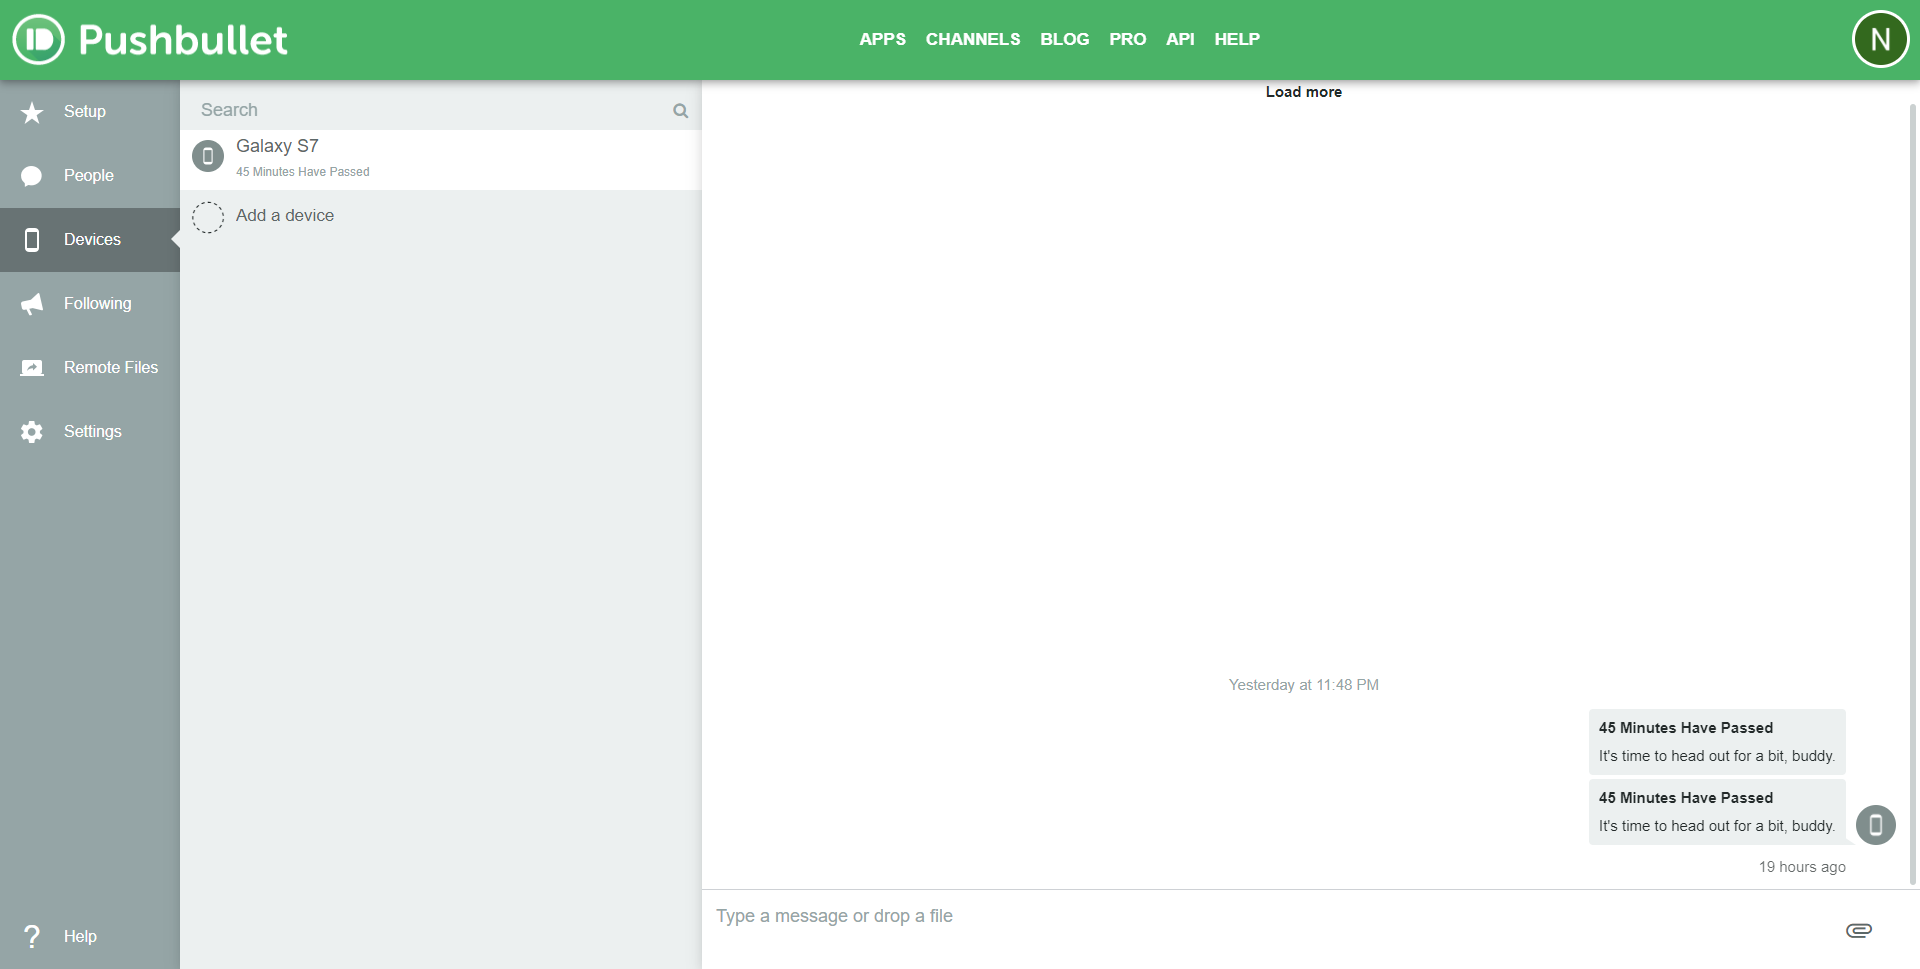 Pushbullet
APPS CHANNELS BLOG PRO API HELP
N
Setup
People
Devices
Following
Remote Files
Settings
Help
Search
Galaxy S7
45 Minutes Have Passed
Add a device
Load more
Yesterday at 11:48 PM
45 Minutes Have Passed
It's time to head out for a bit, buddy.
45 Minutes Have Passed
It's time to head out for a bit, buddy.
19 hours ago
Type a message or drop a file